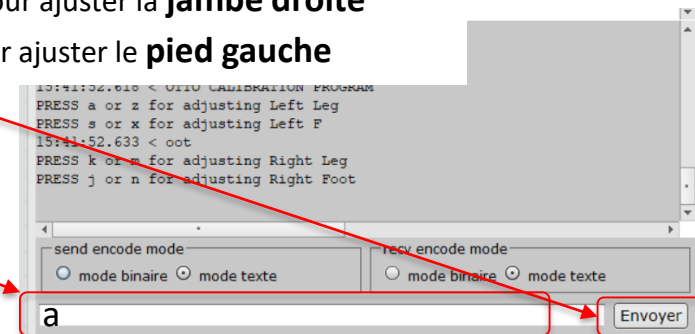 our ajuster la jambe droite
r ajuster le pied gauche
15:41:52.618 < OTTO CALIBRATION PROGRAM
PRESS a or z for adjusting Left Leg
PRESS s or x for adjusting Left F
15:41:52.633 < oot
PRESS k or m for adjusting Right Leg
PRESS j or n for adjusting Right Foot
send encode mode
recv encode mode
mode binaire mode texte
mode binaire mode texte
a
Envoyer